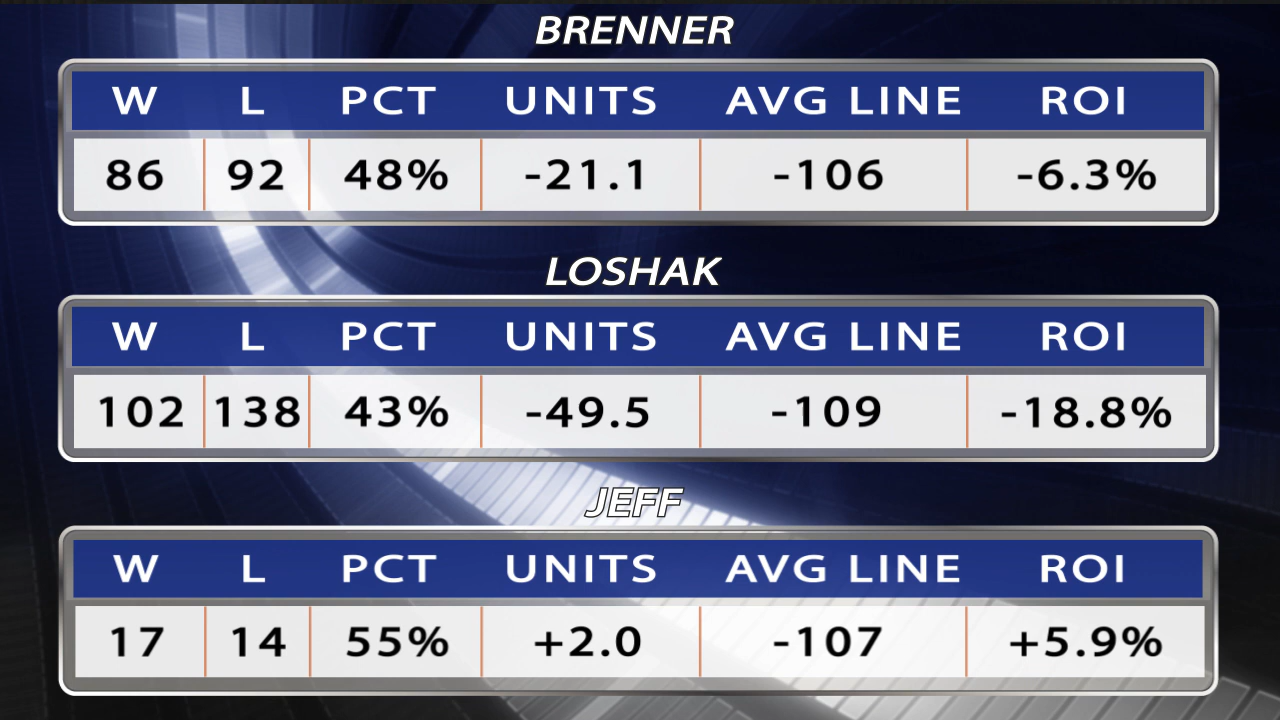 BRENNER
W L PCT UNITS AVG LINE ROI
86 92 48% -21.1 -106 -6.3%
LOSHAK
W L PCT UNITS AVG LINE ROI
102 138 43% -49.5 -109 -18.8%
JEFF
W L PCT UNITS AVG LINE ROI
17 14 55% +2.0 -107 +5.9%